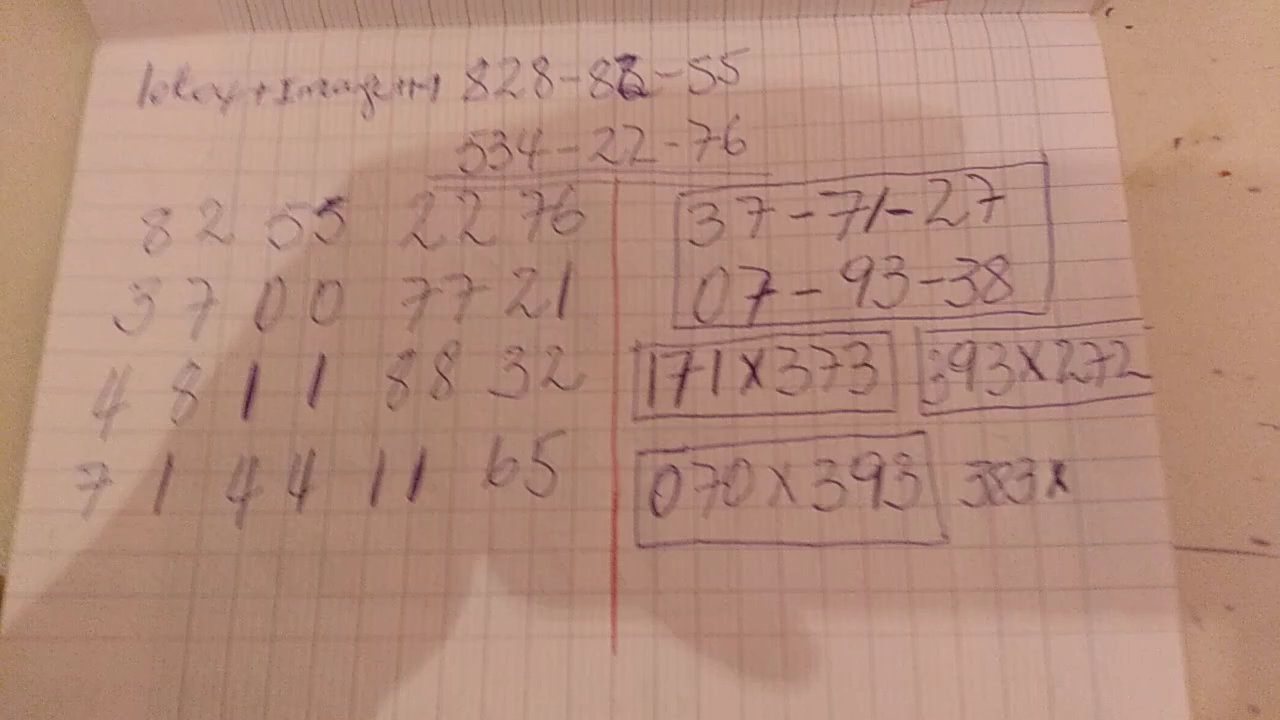 828-82-55
534-22-76
82 55 22 76
37 00 77 21
48 11 88 32
71 44 11 65
37-71-27
07-93-38
171x373 393x272
070x393 383x